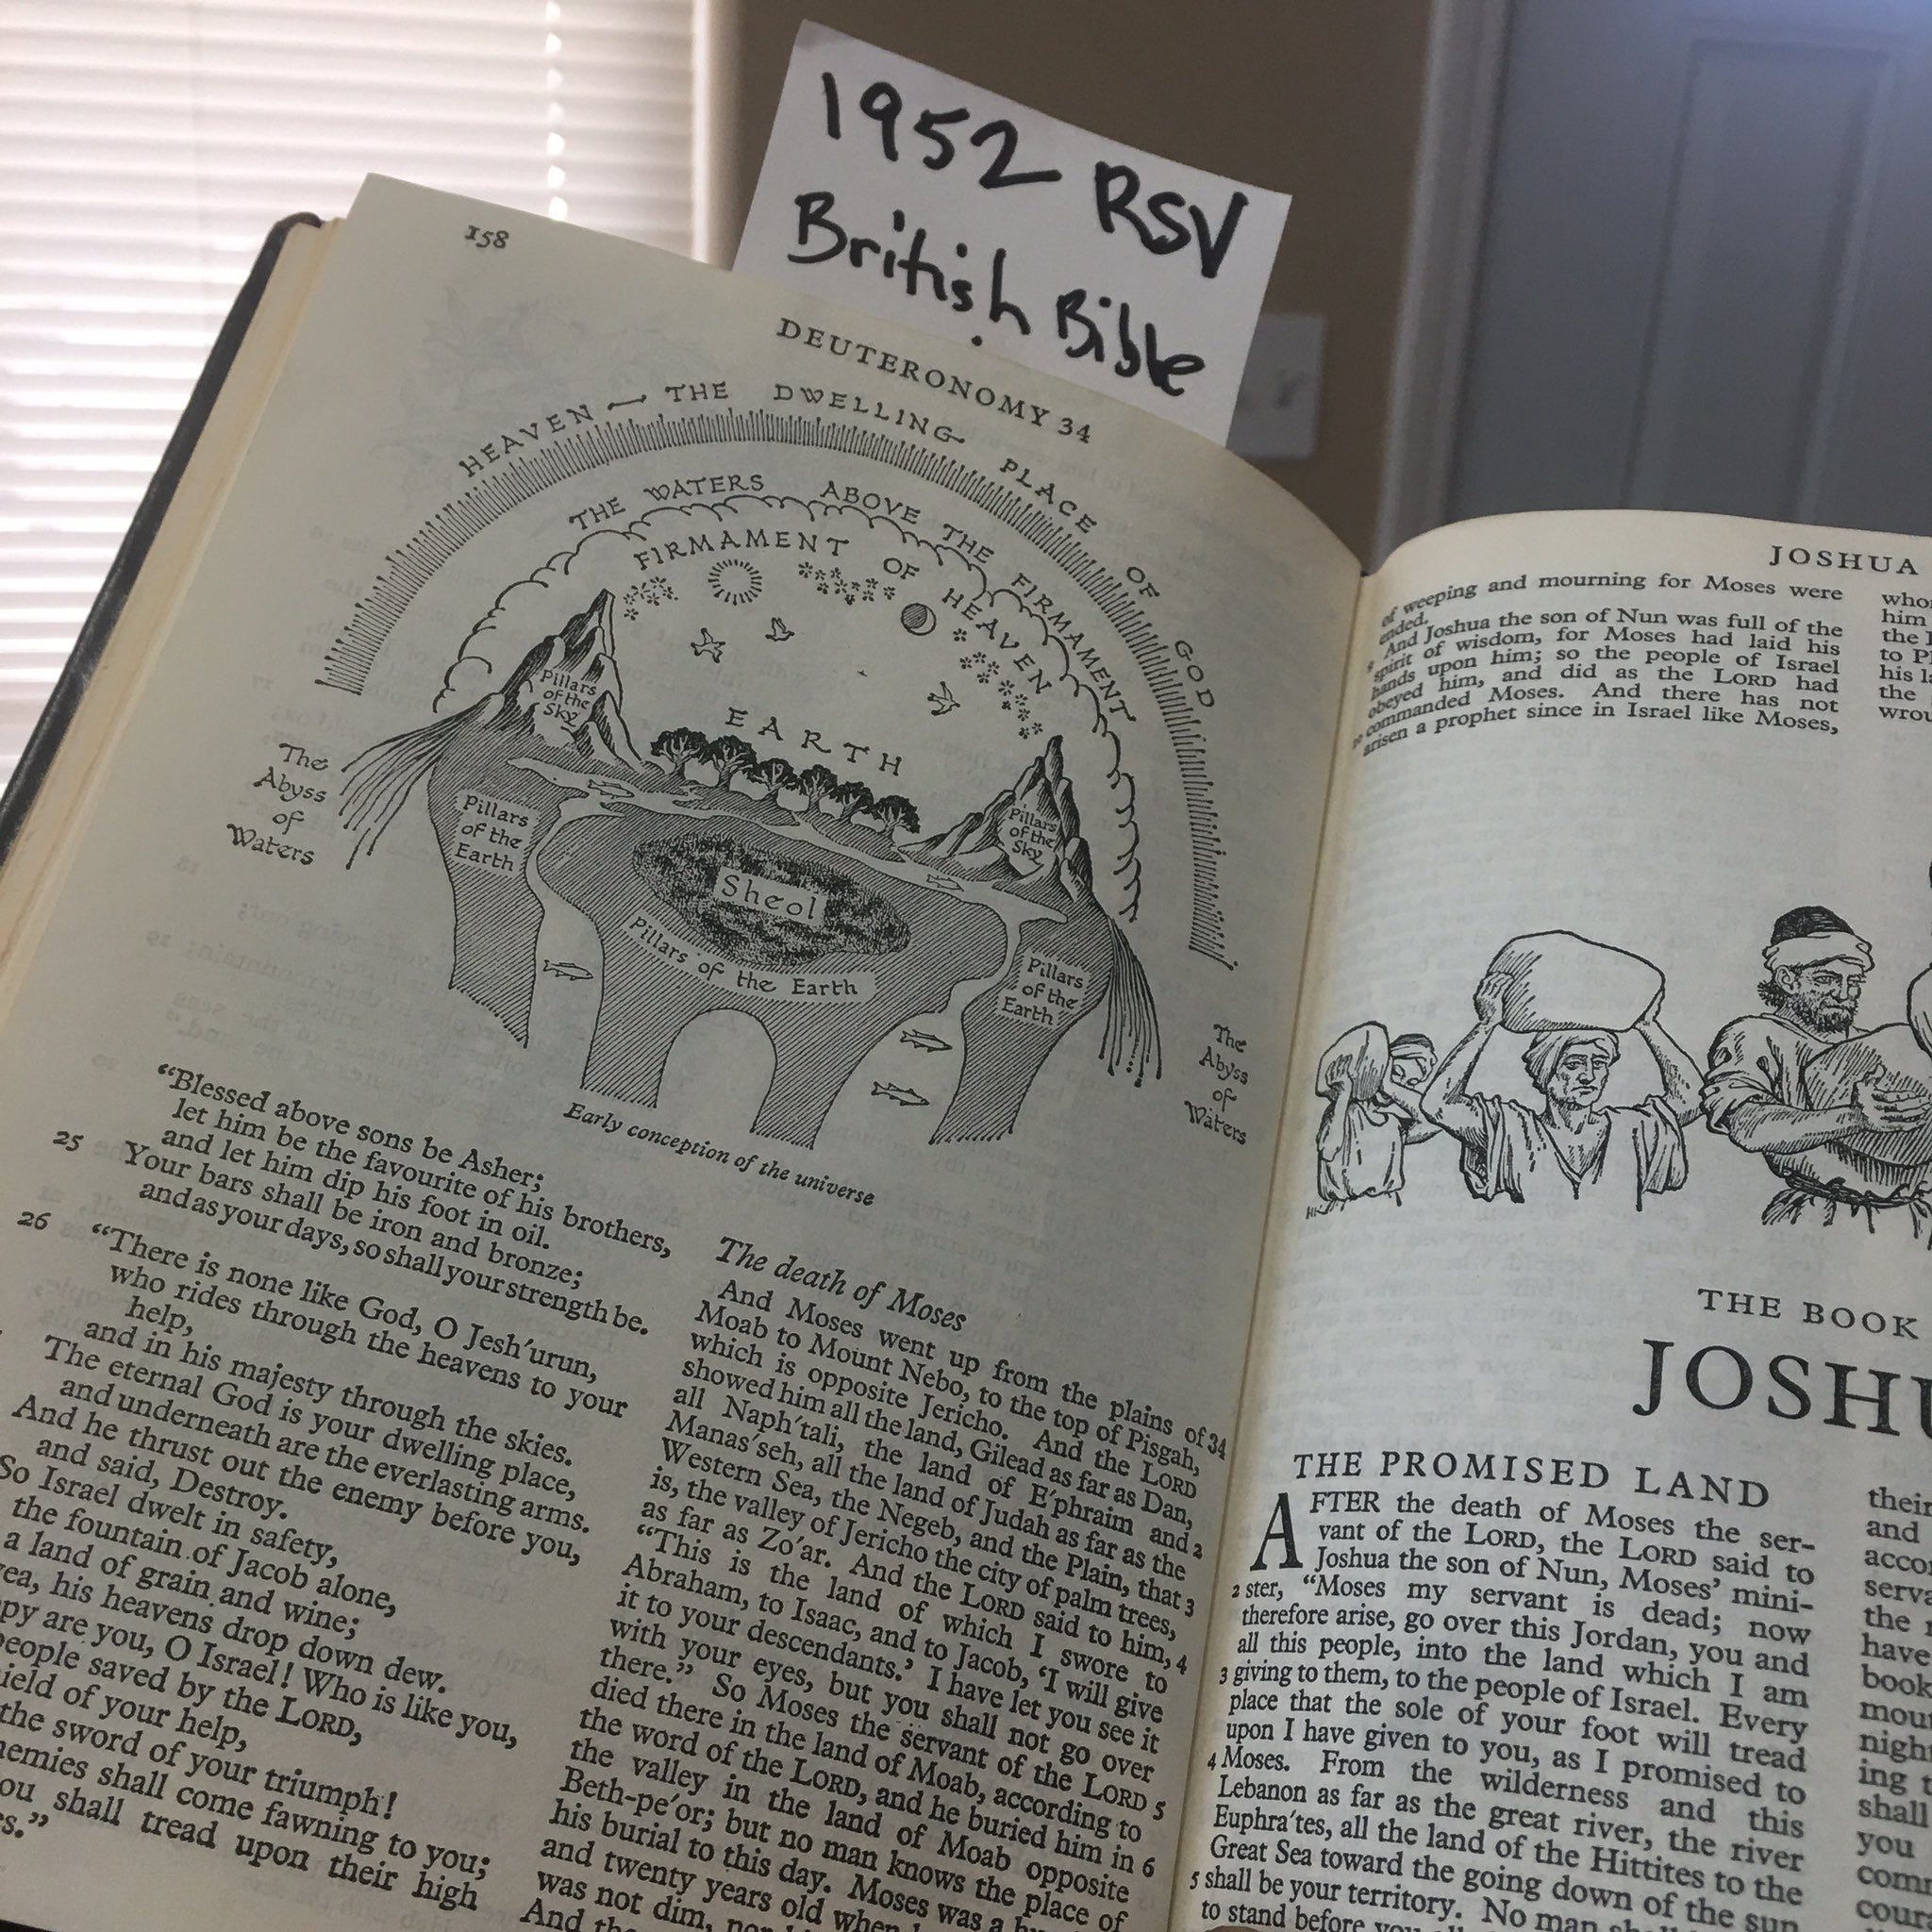 1952 RSV
British Bible
158
DEUTERONOMY 34
HEAVEN — THE DWELLING PLACE OF GOD
THE WATERS ABOVE THE FIRMAMENT
FIRMAMENT OF HEAVEN
Pillars
of the
Sky
EARTH
The
Abyss
of
Waters
Pillars
of the
Earth
Sheol
Pillars of the Earth
Pillars
of the
Sky
Pillars
of the
Earth
The
Abyss
of
Waters
Early conception of the universe
“Blessed above sons be Asher;
let him be the favourite of his brothers,
and let him dip his foot in oil.
25 Your bars shall be iron and bronze;
and as your days, so shall your strength be.
26 “There is none like God, O Jesh′urun,
who rides through the heavens to your
help,
and in his majesty through the skies.
The eternal God is your dwelling place,
and underneath are the everlasting arms.
And he thrust out the enemy before you,
and said, Destroy.
So Israel dwelt in safety,
the fountain of Jacob alone,
a land of grain and wine;
his heavens drop down dew.
are you, O Israel! Who is like you,
people saved by the LORD,
of your help,
the sword of your triumph!
shall come fawning to you;
shall tread upon their high
The death of Moses
And Moses went up from the plains of 34
Moab to Mount Nebo, to the top of Pisgah,
which is opposite Jericho. And the LORD
showed him all the land, Gilead as far as Dan,
all Naph′tali, the land of E′phraim and 2
Manas′seh, all the land of Judah as far as the
Western Sea, the Negeb, and the Plain, that 3
is, the valley of Jericho the city of palm trees,
as far as Zo′ar. And the LORD said to him, 4
“This is the land of which I swore to
Abraham, to Isaac, and to Jacob, ‘I will give
it to your descendants.’ I have let you see it
with your eyes, but you shall not go over
there.” So Moses the servant of the LORD 5
died there in the land of Moab, according to
the word of the LORD, and he buried him in 6
the valley in the land of Moab opposite
Beth-pe′or; but no man knows the place of
his burial to this day. Moses was a
and twenty years old when
was not dim, nor
And
JOSHUA
of weeping and mourning for Moses were
ended.
9 And Joshua the son of Nun was full of the
spirit of wisdom, for Moses had laid his
hands upon him; so the people of Israel
obeyed him, and did as the LORD had
commanded Moses. And there has not
10 arisen a prophet since in Israel like Moses,
him
the
to
his
the
THE BOOK
THE PROMISED LAND
AFTER the death of Moses the ser-
vant of the LORD, the LORD said to
Joshua the son of Nun, Moses’ mini-
2 ster, “Moses my servant is dead; now
therefore arise, go over this Jordan, you and
all this people, into the land which I am
3 giving to them, to the people of Israel. Every
place that the sole of your foot will tread
upon I have given to you, as I promised to
4 Moses. From the wilderness and this
Lebanon as far as the great river, the river
Euphra′tes, all the land of the Hittites to the
Great Sea toward the going down of the sun
5 shall be your territory. No man
to stand before
their
and
the
have
book
ing
shall
you